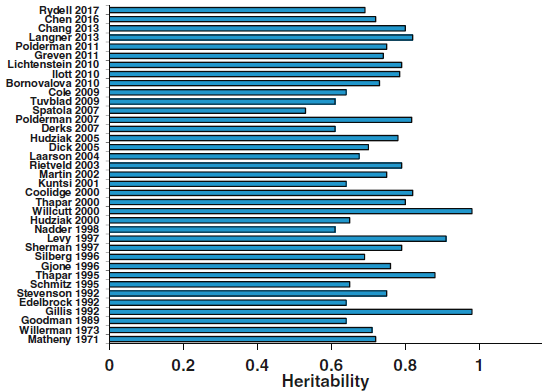 Rydell 2017
Chen 2016
Chang 2013
Langner 2013
Polderman 2011
Greven 2011
Lichtenstein 2010
Ilott 2010
Bornovalova 2010
Cole 2009
Tuvblad 2009
Spatola 2007
Polderman 2007
Derks 2007
Hudziak 2005
Dick 2005
Laarson 2004
Rietveld 2003
Martin 2002
Kuntsi 2001
Coolidge 2000
Thapar 2000
Willcutt 2000
Hudziak 2000
Nadder 1998
Levy 1997
Sherman 1997
Silberg 1996
Gjone 1996
Thapar 1995
Schmitz 1995
Stevenson 1992
Edelbrock 1992
Gillis 1992
Goodman 1989
Willerman 1973
Matheny 1971
0 0.2 0.4 0.6 0.8 1
Heritability